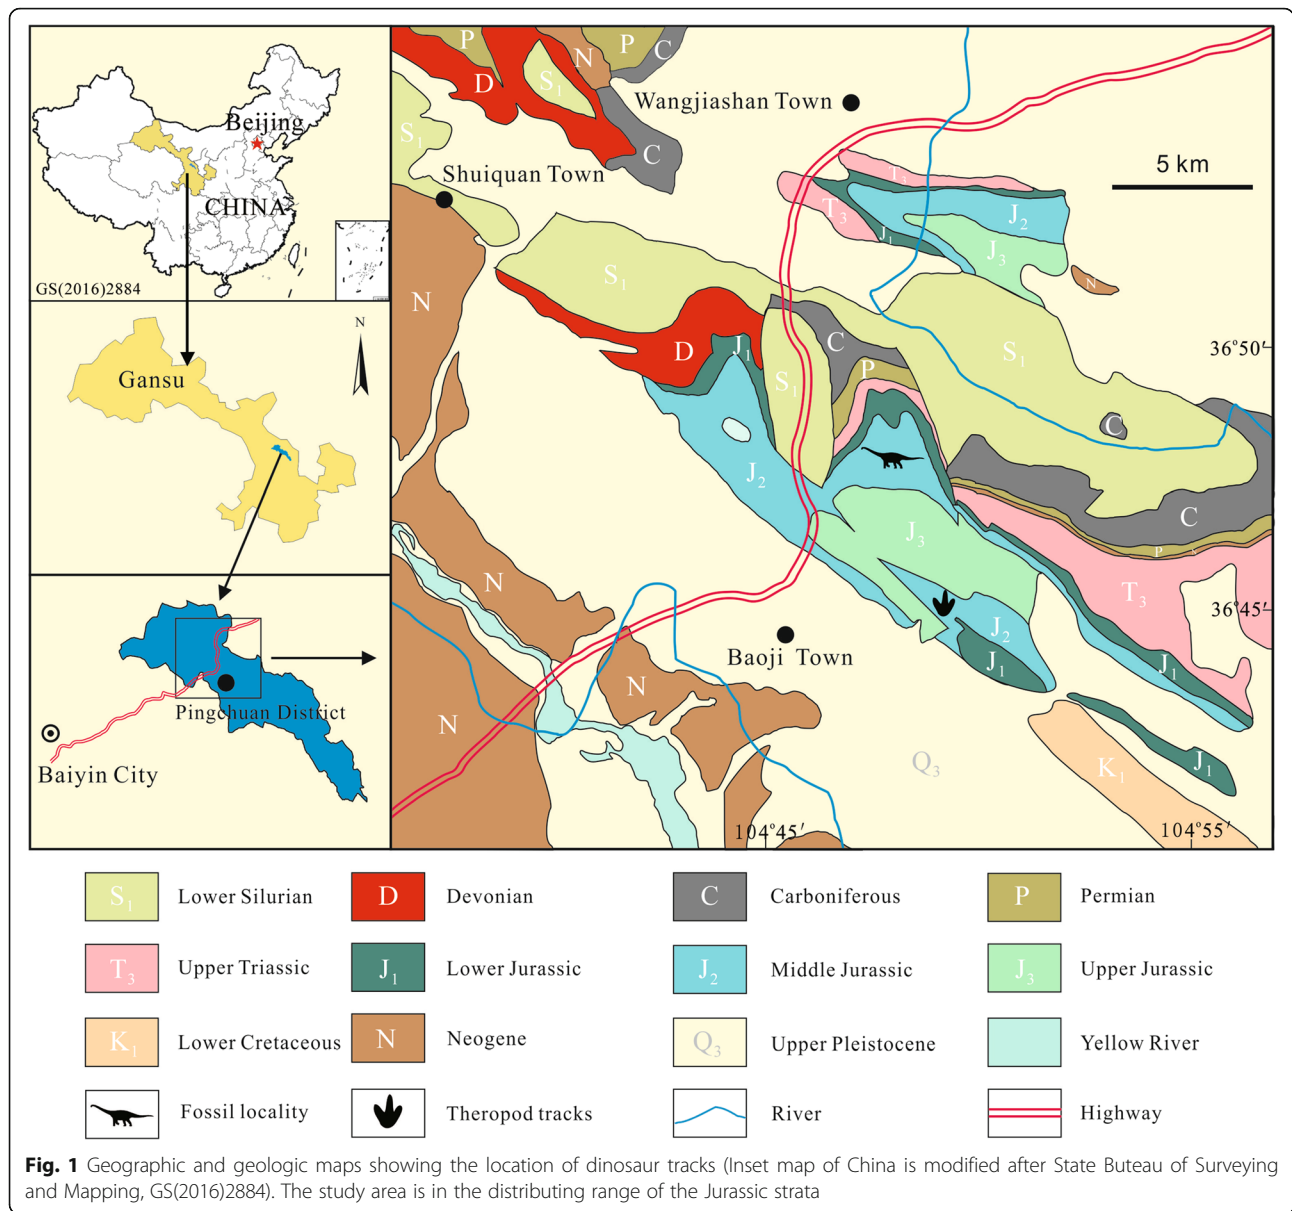 Beijing
CHINA
GS(2016)2884
N
Gansu
Pingchuan District
Baiyin City
P
N
P
C
D
S1
S1
C
Wangjiashan Town
5 km
Shuiquan Town
T3
T3
J1
J2
J3
N
N
S1
S1
36°50′
D
J1
C
P
S1
C
J2
C
J3
P
N
T3
36°45′
J2
J1
J1
Baoji Town
N
N
Q3
K1
J1
104°45′
104°55′
S1 Lower Silurian
D Devonian
C Carboniferous
P Permian
T3 Upper Triassic
J1 Lower Jurassic
J2 Middle Jurassic
J3 Upper Jurassic
K1 Lower Cretaceous
N Neogene
Q3 Upper Pleistocene
Yellow River
Fossil locality
Theropod tracks
River
Highway
Fig. 1 Geographic and geologic maps showing the location of dinosaur tracks (Inset map of China is modified after State Buteau of Surveying
and Mapping, GS(2016)2884). The study area is in the distributing range of the Jurassic strata